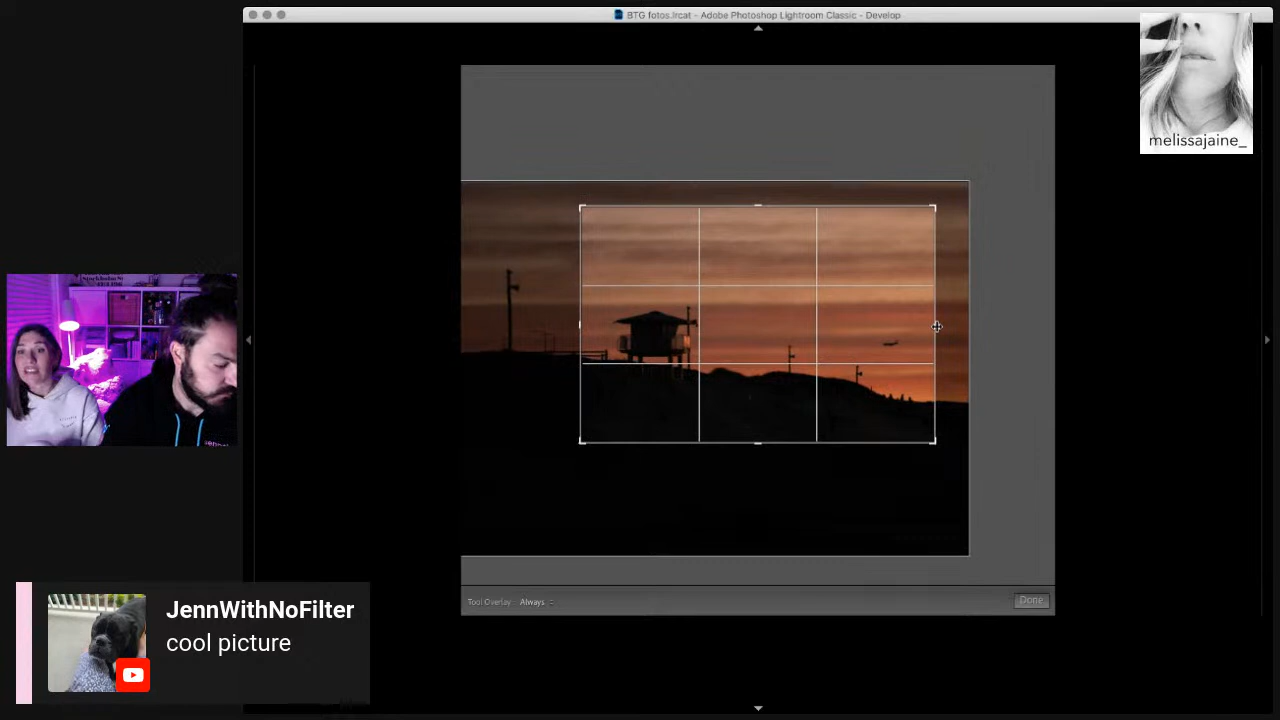 BTG fotos.lrcat - Adobe Photoshop Lightroom Classic - Develop
melissajaine_
Tool Overlay: Always
Done
JennWithNoFilter
cool picture